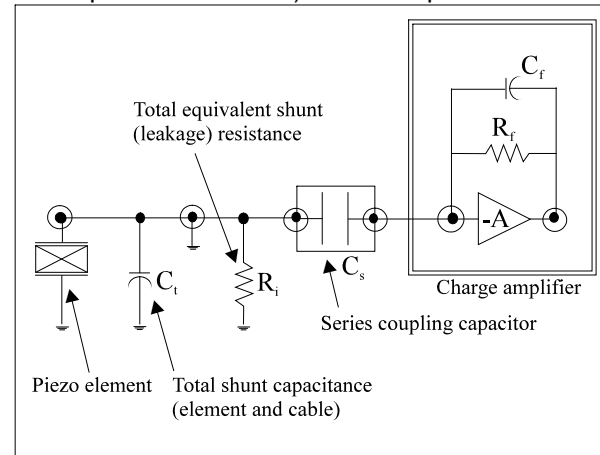 C_f
Total equivalent shunt
(leakage) resistance
R_f
-A
C_t
R_i
C_s
Charge amplifier
Series coupling capacitor
Piezo element
Total shunt capacitance
(element and cable)